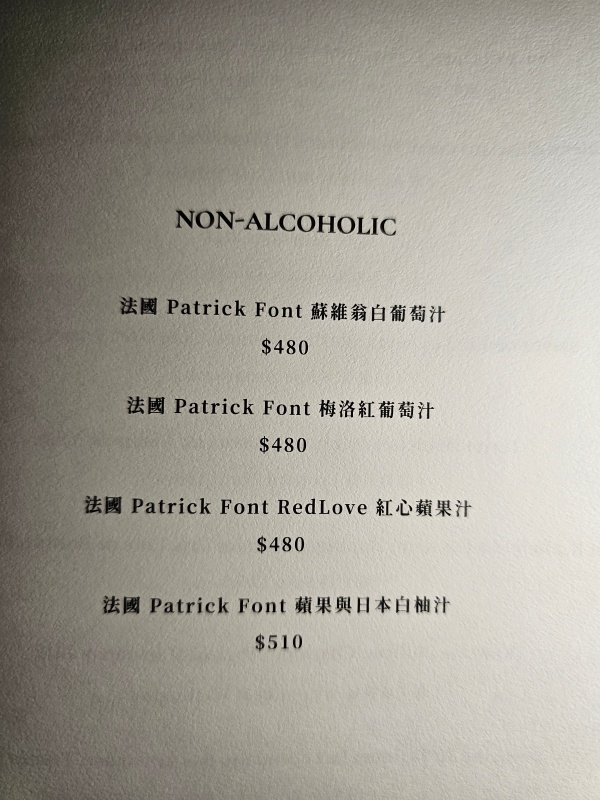 NON-ALCOHOLIC
法國 Patrick Font 蘇維翁白葡萄汁
$480
法國 Patrick Font 梅洛紅葡萄汁
$480
法國 Patrick Font RedLove 紅心蘋果汁
$480
法國 Patrick Font 蘋果與日本白柚汁
$510